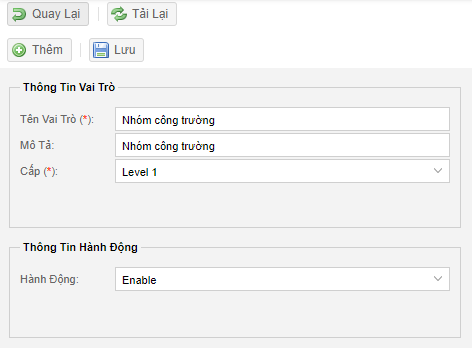 Quay Lại Tải Lại
Thêm Lưu
Thông Tin Vai Trò
Tên Vai Trò (*): Nhóm công trường
Mô Tả: Nhóm công trường
Cấp (*): Level 1
Thông Tin Hành Động
Hành Động: Enable